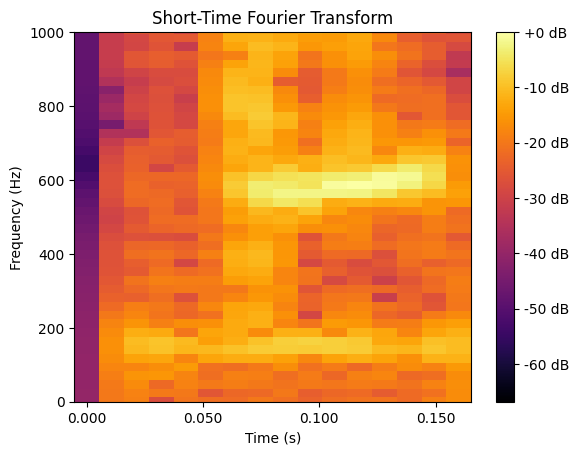 Short-Time Fourier Transform
Frequency (Hz)
1000
800
600
400
200
0
0.000 0.050 0.100 0.150
Time (s)
+0 dB
-10 dB
-20 dB
-30 dB
-40 dB
-50 dB
-60 dB